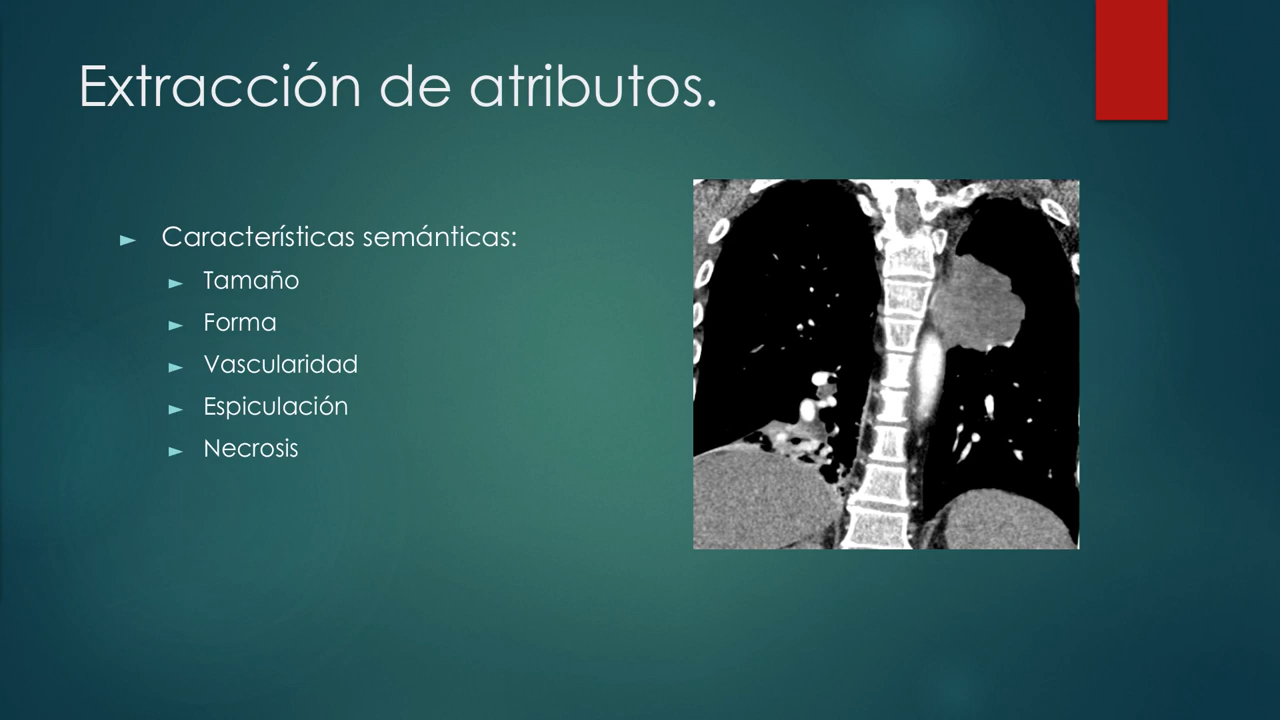 Extracción de atributos.
Características semánticas:
Tamaño
Forma
Vascularidad
Espiculación
Necrosis